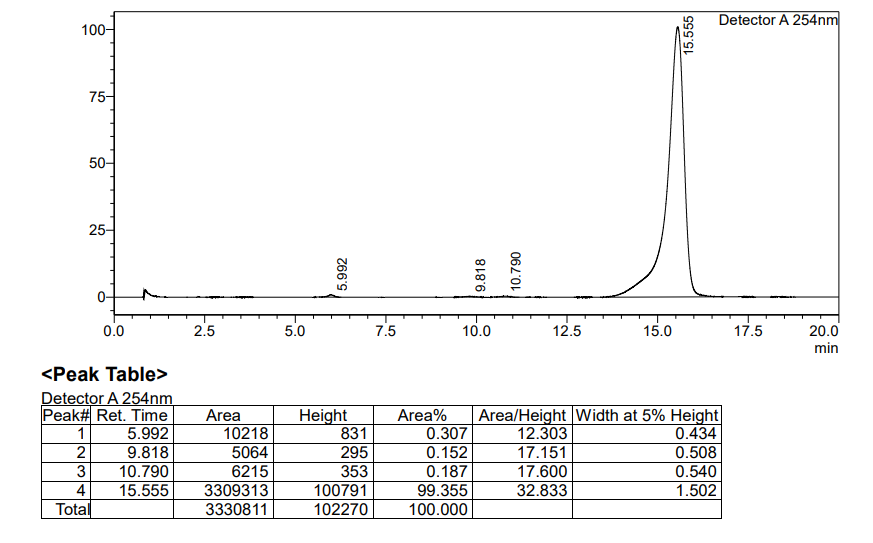 Detector A 254nm
100
75
50
25
0
5.992
9.818
10.790
15.555
0.0 2.5 5.0 7.5 10.0 12.5 15.0 17.5 20.0
min
<Peak Table>
Detector A 254nm
Peak# Ret. Time Area Height Area% Area/Height Width at 5% Height
1 5.992 10218 831 0.307 12.303 0.434
2 9.818 5064 295 0.152 17.151 0.508
3 10.790 6215 353 0.187 17.600 0.540
4 15.555 3309313 100791 99.355 32.833 1.502
Total 3330811 102270 100.000